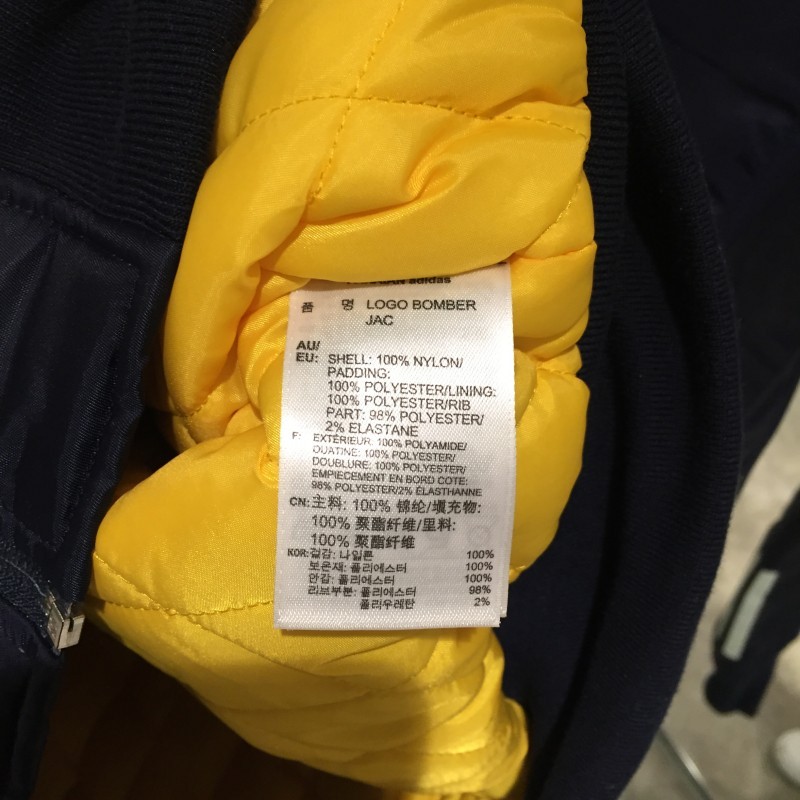 adidas
품 명 LOGO BOMBER
JAC
AU/
EU: SHELL: 100% NYLON/
PADDING:
100% POLYESTER/LINING:
100% POLYESTER/RIB
PART: 98% POLYESTER/
2% ELASTANE
F: EXTÉRIEUR: 100% POLYAMIDE/
OUATINE: 100% POLYESTER/
DOUBLURE: 100% POLYESTER/
EMPIECEMENT EN BORD COTE:
98% POLYESTER/2% ÉLASTHANNE
CN: 主料: 100% 锦纶/填充物:
100% 聚酯纤维/里料:
100% 聚酯纤维
KOR: 겉감: 나일론 100%
보온재: 폴리에스터 100%
안감: 폴리에스터 100%
리브부분: 폴리에스터 98%
폴리우레탄 2%